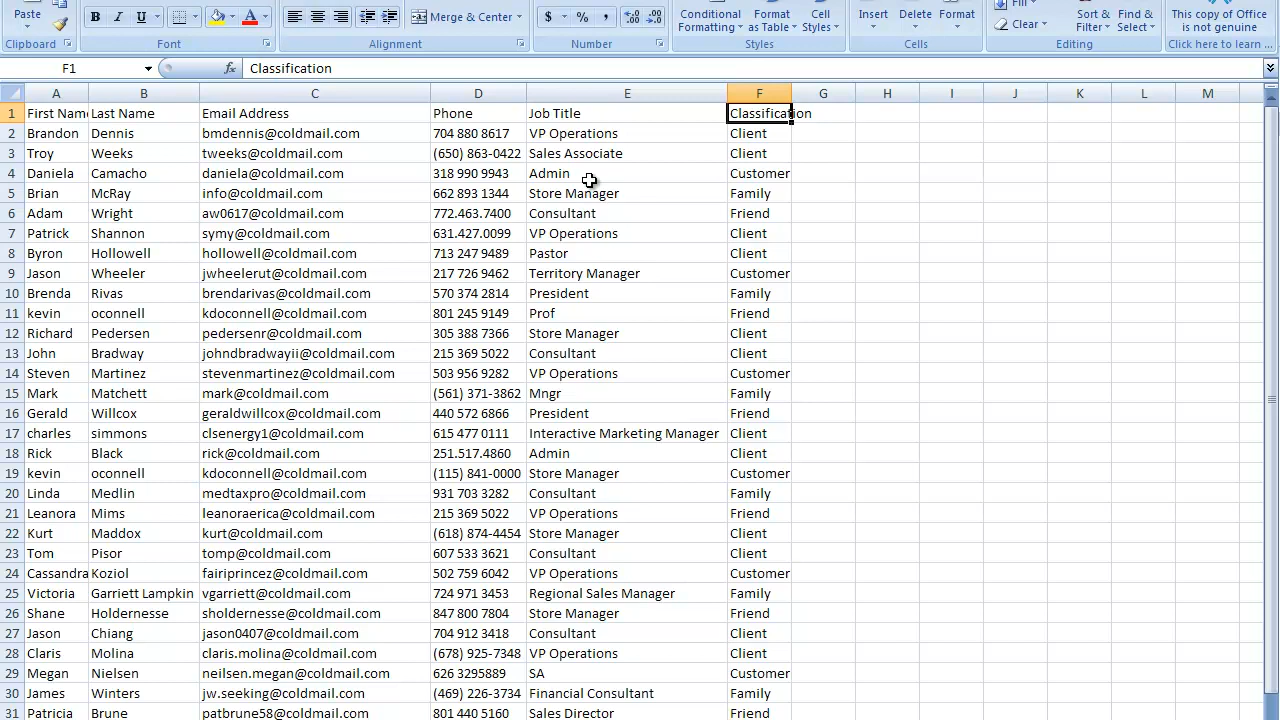 Paste B I U A Merge & Center $ % , Conditional Formatting Format as Table Cell Styles Insert Delete Format Fill Clear Sort & Filter Find & Select This copy of Office is not genuine
Clipboard Font Alignment Number Styles Cells Editing Click here to learn ...
F1 fx Classification
A B C D E F G H I J K L M
1 First Name Last Name Email Address Phone Job Title Classification
2 Brandon Dennis bmdennis@coldmail.com 704 880 8617 VP Operations Client
3 Troy Weeks tweeks@coldmail.com (650) 863-0422 Sales Associate Client
4 Daniela Camacho daniela@coldmail.com 318 990 9943 Admin Customer
5 Brian McRay info@coldmail.com 662 893 1344 Store Manager Family
6 Adam Wright aw0617@coldmail.com 772.463.7400 Consultant Friend
7 Patrick Shannon symy@coldmail.com 631.427.0099 VP Operations Client
8 Byron Hollowell hollowell@coldmail.com 713 247 9489 Pastor Client
9 Jason Wheeler jwheelerut@coldmail.com 217 726 9462 Territory Manager Customer
10 Brenda Rivas brendarivas@coldmail.com 570 374 2814 President Family
11 kevin oconnell kdoconnell@coldmail.com 801 245 9149 Prof Friend
12 Richard Pedersen pedersenr@coldmail.com 305 388 7366 Store Manager Client
13 John Bradway johndbradwayii@coldmail.com 215 369 5022 Consultant Client
14 Steven Martinez stevenmartinez@coldmail.com 503 956 9282 VP Operations Customer
15 Mark Matchett mark@coldmail.com (561) 371-3862 Mngr Family
16 Gerald Willcox geraldwillcox@coldmail.com 440 572 6866 President Friend
17 charles simmons clsenergy1@coldmail.com 615 477 0111 Interactive Marketing Manager Client
18 Rick Black rick@coldmail.com 251.517.4860 Admin Client
19 kevin oconnell kdoconnell@coldmail.com (115) 841-0000 Store Manager Customer
20 Linda Medlin medtaxpro@coldmail.com 931 703 3282 Consultant Family
21 Leanora Mims leanoraerica@coldmail.com 215 369 5022 VP Operations Friend
22 Kurt Maddox kurt@coldmail.com (618) 874-4454 Store Manager Client
23 Tom Pisor tomp@coldmail.com 607 533 3621 Consultant Client
24 Cassandra Koziol fairiprincez@coldmail.com 502 759 6042 VP Operations Customer
25 Victoria Garriett Lampkin vgarriett@coldmail.com 724 971 3453 Regional Sales Manager Family
26 Shane Holdernesse sholdernesse@coldmail.com 847 800 7804 Store Manager Friend
27 Jason Chiang jason0407@coldmail.com 704 912 3418 Consultant Client
28 Claris Molina claris.molina@coldmail.com (678) 925-7348 VP Operations Client
29 Megan Nielsen neilsen.megan@coldmail.com 626 3295889 SA Customer
30 James Winters jw.seeking@coldmail.com (469) 226-3734 Financial Consultant Family
31 Patricia Brune patbrune58@coldmail.com 801 440 5160 Sales Director Friend